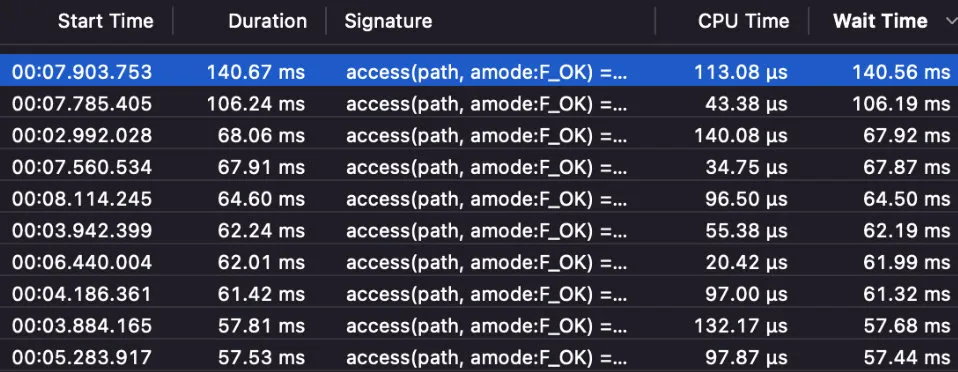 Start Time Duration Signature CPU Time Wait Time
00:07.903.753 140.67 ms access(path, amode:F_OK) =... 113.08 µs 140.56 ms
00:07.785.405 106.24 ms access(path, amode:F_OK) =... 43.38 µs 106.19 ms
00:02.992.028 68.06 ms access(path, amode:F_OK) =... 140.08 µs 67.92 ms
00:07.560.534 67.91 ms access(path, amode:F_OK) =... 34.75 µs 67.87 ms
00:08.114.245 64.60 ms access(path, amode:F_OK) =... 96.50 µs 64.50 ms
00:03.942.399 62.24 ms access(path, amode:F_OK) =... 55.38 µs 62.19 ms
00:06.440.004 62.01 ms access(path, amode:F_OK) =... 20.42 µs 61.99 ms
00:04.186.361 61.42 ms access(path, amode:F_OK) =... 97.00 µs 61.32 ms
00:03.884.165 57.81 ms access(path, amode:F_OK) =... 132.17 µs 57.68 ms
00:05.283.917 57.53 ms access(path, amode:F_OK) =... 97.87 µs 57.44 ms